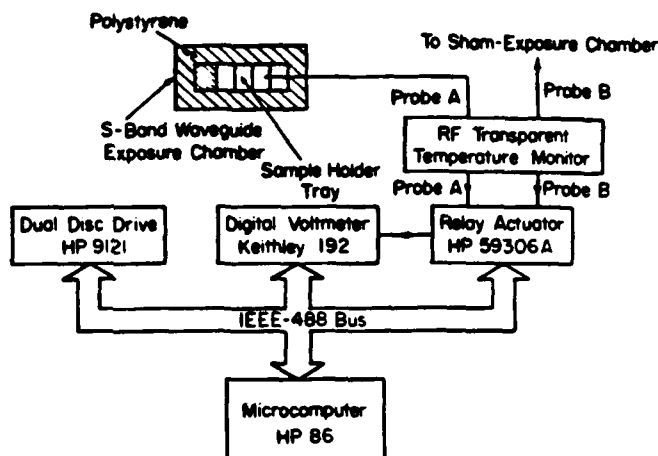 Polystyrene
To Sham-Exposure Chamber
Probe A
Probe B
S-Band Waveguide
Exposure Chamber
Sample Holder
Tray
RF Transparent
Temperature Monitor
Probe A
Probe B
Dual Disc Drive
HP 9121
Digital Voltmeter
Keithley 192
Relay Actuator
HP 59306A
IEEE-488 Bus
Microcomputer
HP 86